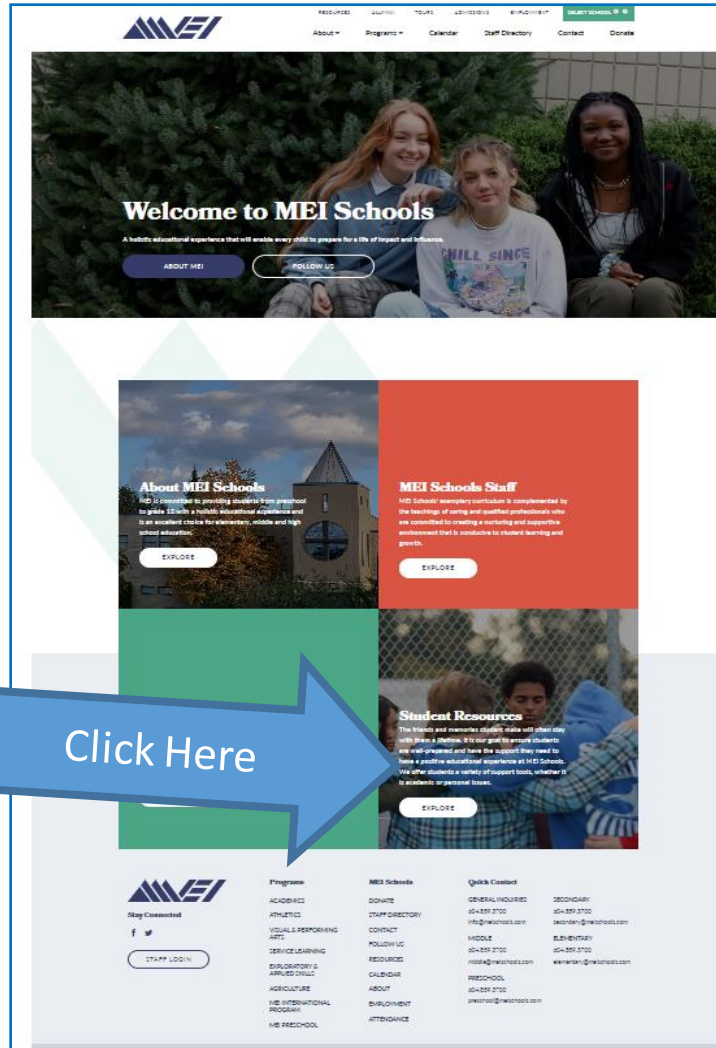 MEI
RESOURCES ALUMNI TOURS ADMISSIONS EMPLOYMENT SELECT SCHOOL
About Programs Calendar Staff Directory Contact Donate
CHILL SINCE
Welcome to MEI Schools
A holistic educational experience that will enable every child to prepare for a life of impact and influence.
ABOUT MEI FOLLOW US
About MEI Schools
MEI is committed to providing students from preschool
to grade 12 with a holistic educational experience and
is an excellent choice for elementary, middle and high
school education.
EXPLORE
MEI Schools Staff
MEI Schools' exemplary curriculum is complemented by
the teachings of caring and qualified professionals who
are committed to creating a nurturing and supportive
environment that is conducive to student learning and
growth.
EXPLORE
Click Here
Student Resources
The friends and memories student make will often stay
with them a lifetime. It is our goal to ensure students
are well-prepared and have the support they need to
have a positive educational experience at MEI Schools.
We offer students a variety of support tools, whether it
is academic or personal issues.
EXPLORE
MEI
Stay Connected
STAFF LOGIN
Programs
ACADEMICS
ATHLETICS
VISUAL & PERFORMING
ARTS
SERVICE LEARNING
EXPLORATORY &
APPLIED SKILLS
AGRICULTURE
MEI INTERNATIONAL
PROGRAM
MEI PRESCHOOL
MEI Schools
DONATE
STAFF DIRECTORY
CONTACT
FOLLOW US
RESOURCES
CALENDAR
ABOUT
EMPLOYMENT
ATTENDANCE
Quick Contact
GENERAL INQUIRIES
604.859.3700
info@meischools.com
MIDDLE
604.859.3700
middle@meischools.com
PRESCHOOL
604.859.3700
preschool@meischools.com
SECONDARY
604.859.3700
secondary@meischools.com
ELEMENTARY
604.859.3700
elementary@meischools.com